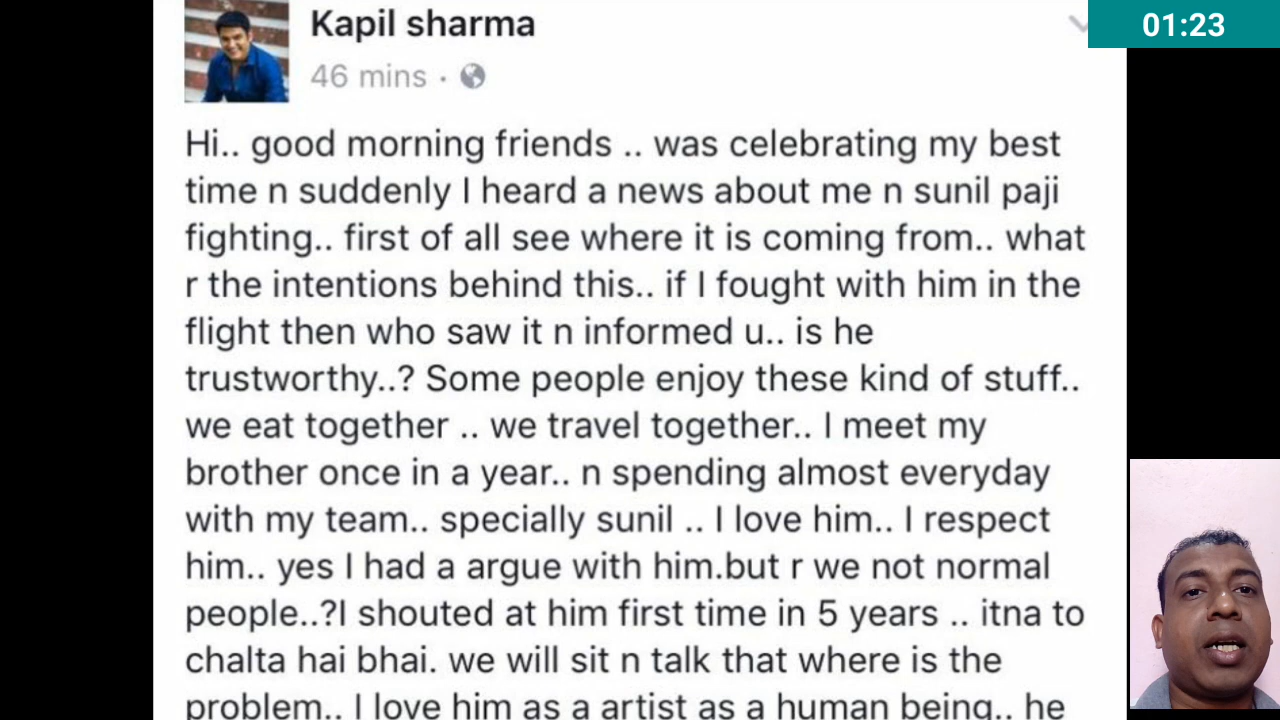 Kapil sharma
01:23
46 mins ·
Hi.. good morning friends .. was celebrating my best
time n suddenly I heard a news about me n sunil paji
fighting.. first of all see where it is coming from.. what
r the intentions behind this.. if I fought with him in the
flight then who saw it n informed u.. is he
trustworthy..? Some people enjoy these kind of stuff..
we eat together .. we travel together.. I meet my
brother once in a year.. n spending almost everyday
with my team.. specially sunil .. I love him.. I respect
him.. yes I had a argue with him.but r we not normal
people..?I shouted at him first time in 5 years .. itna to
chalta hai bhai. we will sit n talk that where is the
problem.. I love him as a artist as a human being.. he